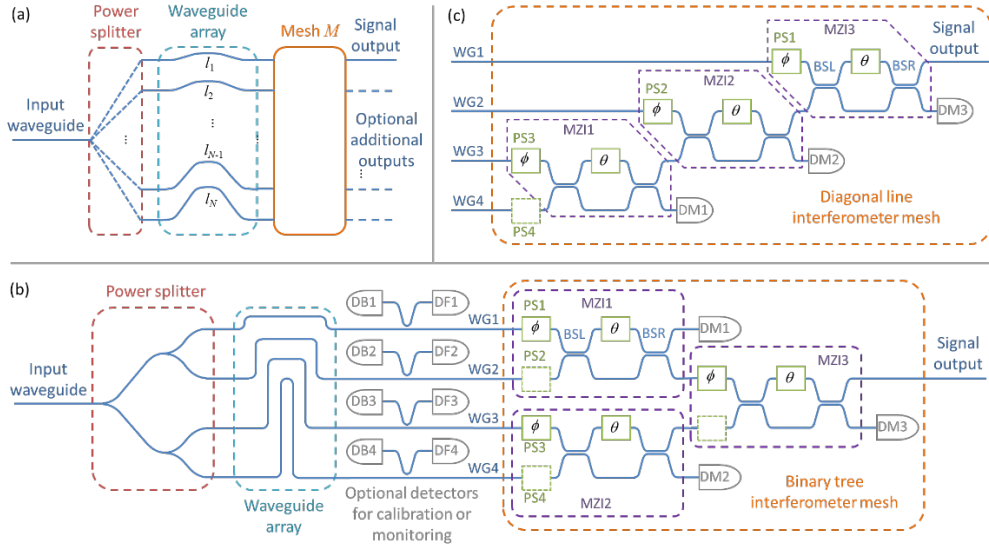 (a)
Power
splitter
Waveguide
array
Mesh M
Signal
output
Input
waveguide
l1
l2
...
...
...
lN-1
lN
Optional
additional
outputs
...
(c)
WG1
WG2
WG3
WG4
PS1
ϕ
BSL
θ
BSR
MZI3
Signal
output
DM3
PS2
ϕ
MZI2
θ
DM2
PS3
ϕ
MZI1
θ
PS4
DM1
Diagonal line
interferometer mesh
(b)
Power splitter
Input
waveguide
Waveguide
array
DB1
DF1
DB2
DF2
DB3
DF3
DB4
DF4
Optional detectors
for calibration or
monitoring
WG1
WG2
WG3
WG4
PS1
MZI1
ϕ
BSL
θ
BSR
DM1
PS2
ϕ
PS3
θ
PS4
MZI2
DM2
ϕ
θ
MZI3
DM3
Signal
output
Binary tree
interferometer mesh